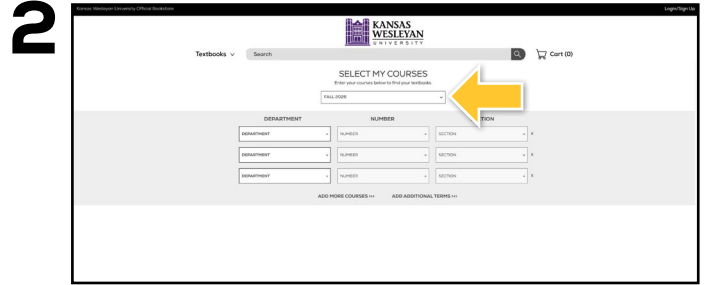 2
Kansas Wesleyan University Official Bookstore
Login/Sign Up
KANSAS
WESLEYAN
UNIVERSITY
Textbooks
Search
Cart (0)
SELECT MY COURSES
Enter your courses below to find your textbooks.
FALL 2026
DEPARTMENT NUMBER TION
DEPARTMENT NUMBER SECTION X
DEPARTMENT NUMBER SECTION X
DEPARTMENT NUMBER SECTION X
ADD MORE COURSES >>> ADD ADDITIONAL TERMS >>>